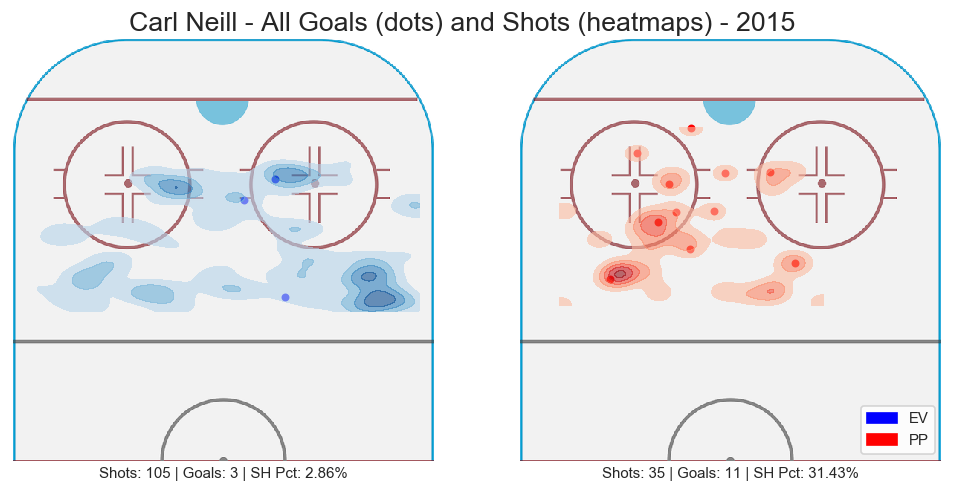 Carl Neill - All Goals (dots) and Shots (heatmaps) - 2015
EV
PP
Shots: 105 | Goals: 3 | SH Pct: 2.86%
Shots: 35 | Goals: 11 | SH Pct: 31.43%